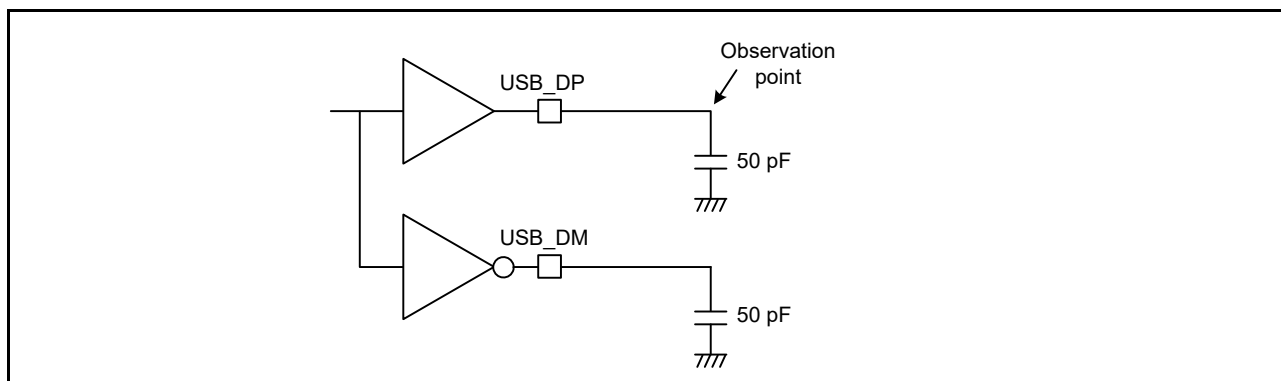 Observation
point
USB_DP
50 pF
USB_DM
50 pF